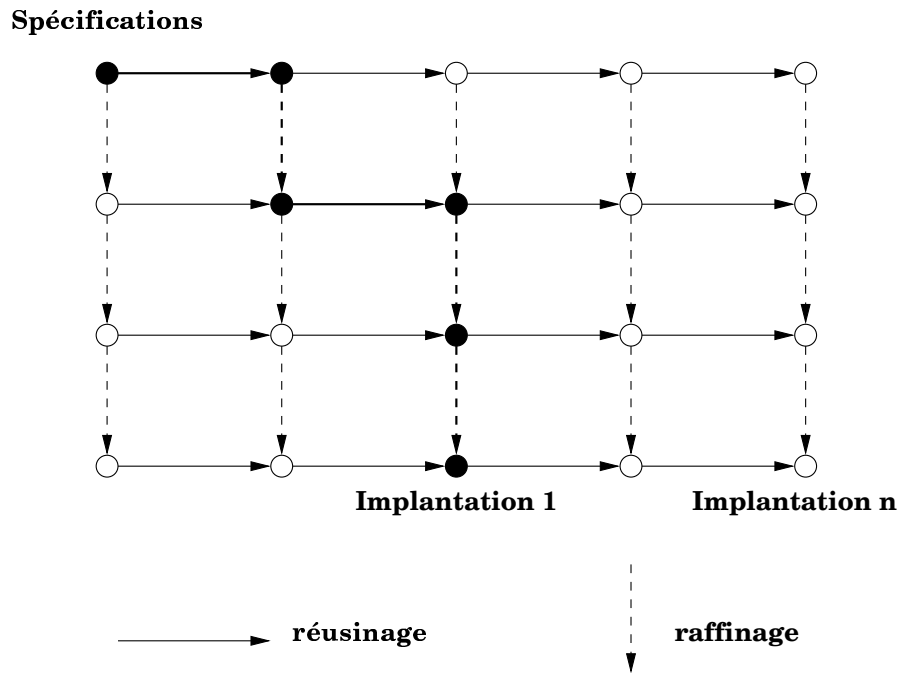 Spécifications
Implantation 1
Implantation n
réusinage
raffinage